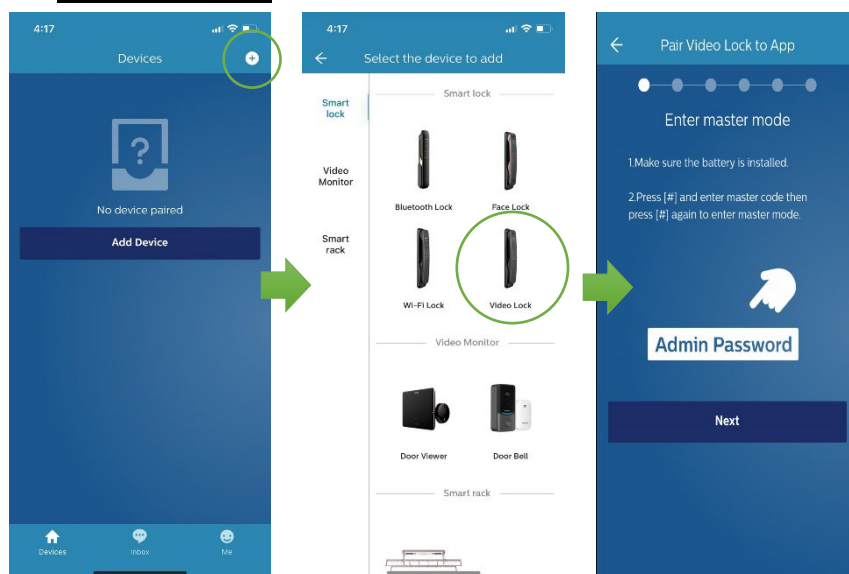 4:17
Devices
No device paired
Add Device
Devices
Inbox
Me
4:17
Select the device to add
Smart
lock
Video
Monitor
Smart
rack
Smart lock
Bluetooth Lock
Face Lock
Wi-Fi Lock
Video Lock
Video Monitor
Door Viewer
Door Bell
Smart rack
Pair Video Lock to App
Enter master mode
1.Make sure the battery is installed.
2.Press [#] and enter master code then
press [#] again to enter master mode.
Admin Password
Next